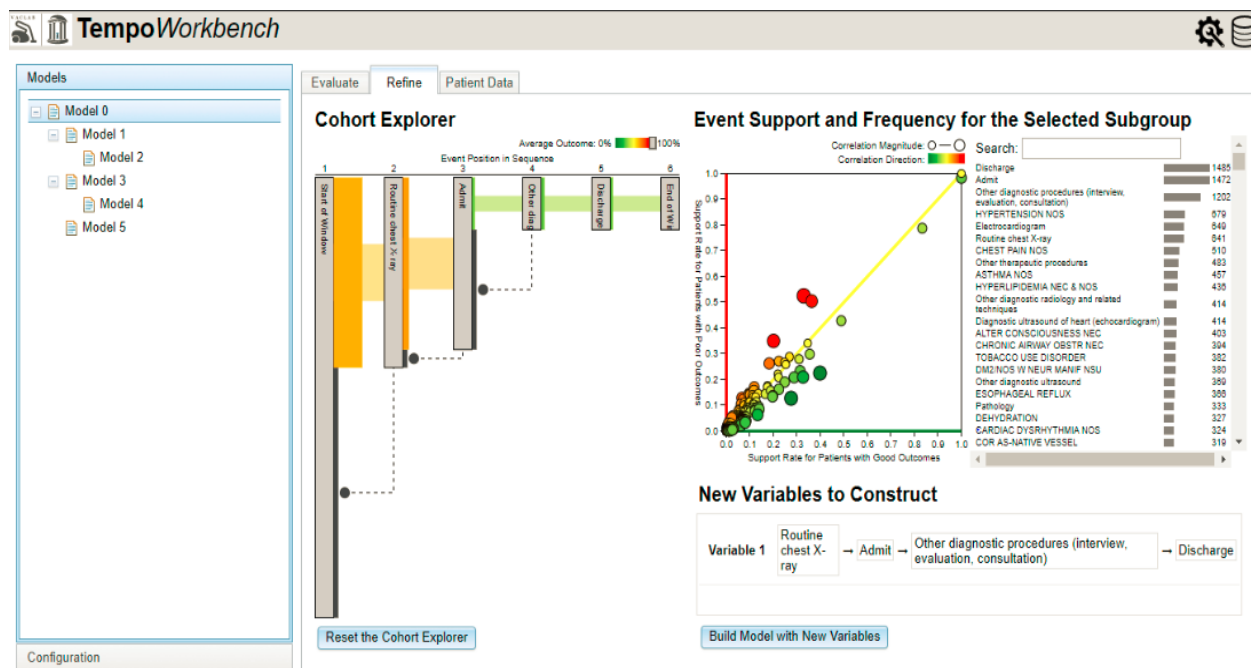 TempoWorkbench
Models
Model 0
Model 1
Model 2
Model 3
Model 4
Model 5
Configuration
Evaluate
Refine
Patient Data
Cohort Explorer
Average Outcome: 0% 100%
Event Position in Sequence
1 2 3 4 5 6
Start of Window
Routine chest X-ray
Admit
Other diag
Discharge
End of Wi
Reset the Cohort Explorer
Event Support and Frequency for the Selected Subgroup
Correlation Magnitude:
Correlation Direction:
Support Rate for Patients with Poor Outcomes
1.0
0.9
0.8
0.7
0.6
0.5
0.4
0.3
0.2
0.1
0.0
0.0 0.1 0.2 0.3 0.4 0.5 0.6 0.7 0.8 0.9 1.0
Support Rate for Patients with Good Outcomes
Search:
Discharge 1485
Admit 1472
Other diagnostic procedures (interview,
evaluation, consultation) 1202
HYPERTENSION NOS 679
Electrocardiogram 649
Routine chest X-ray 641
CHEST PAIN NOS 510
Other therapeutic procedures 483
ASTHMA NOS 457
HYPERLIPIDEMIA NEC & NOS 436
Other diagnostic radiology and related
techniques 414
Diagnostic ultrasound of heart (echocardiogram) 414
ALTER CONSCIOUSNESS NEC 403
CHRONIC AIRWAY OBSTR NEC 394
TOBACCO USE DISORDER 382
DM2/NOS W NEUR MANIF NSU 380
Other diagnostic ultrasound 369
ESOPHAGEAL REFLUX 366
Pathology 333
DEHYDRATION 327
CARDIAC DYSRHYTHMIA NOS 324
COR AS-NATIVE VESSEL 319
New Variables to Construct
Variable 1
Routine
chest X-
ray
→ Admit →
Other diagnostic procedures (interview,
evaluation, consultation)
→ Discharge
Build Model with New Variables